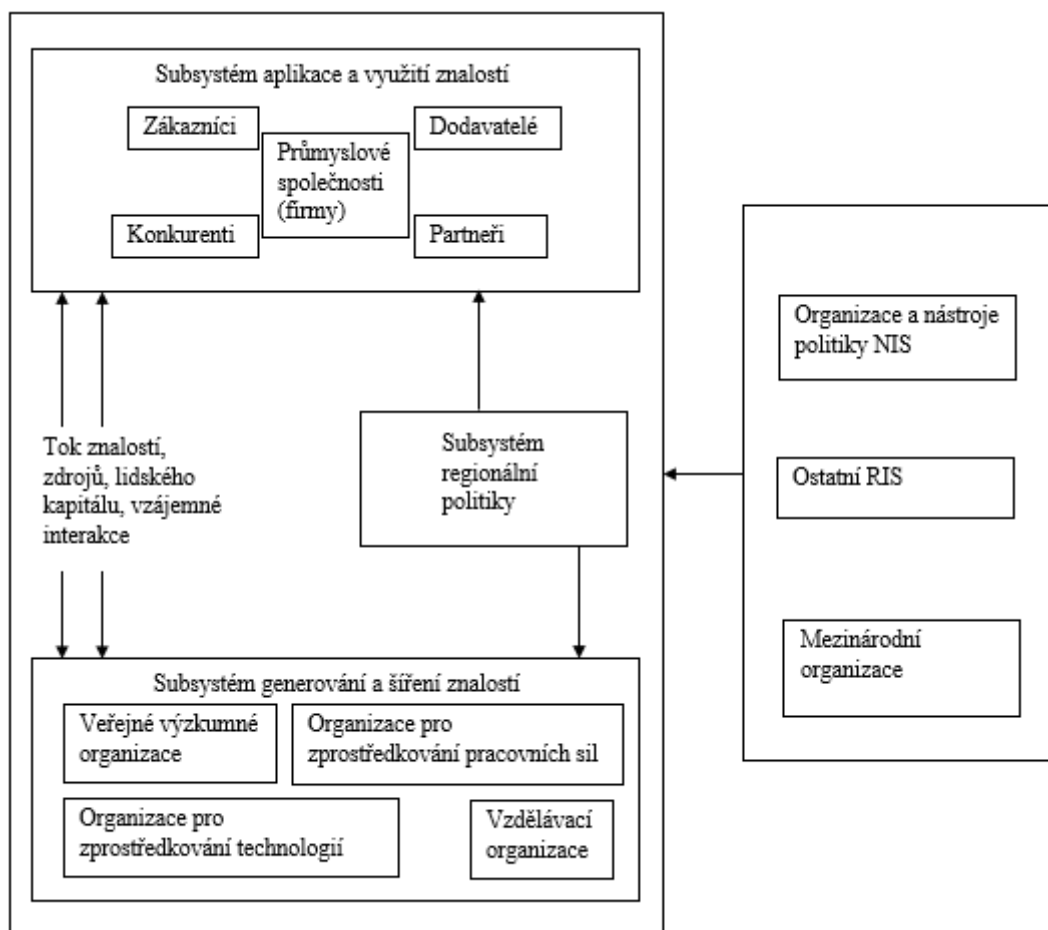 Subsystém aplikace a využití znalostí
Zákazníci
Dodavatelé
Průmyslové
společnosti
(firmy)
Konkurenti
Partneři
Organizace a nástroje
politiky NIS
Tok znalostí,
zdrojů, lidského
kapitálu, vzájemné
interakce
Subsystém
regionální
politiky
Ostatní RIS
Mezinárodní
organizace
Subsystém generování a šíření znalostí
Veřejné výzkumné
organizace
Organizace pro
zprostředkování pracovních sil
Organizace pro
zprostředkování technologií
Vzdělávací
organizace